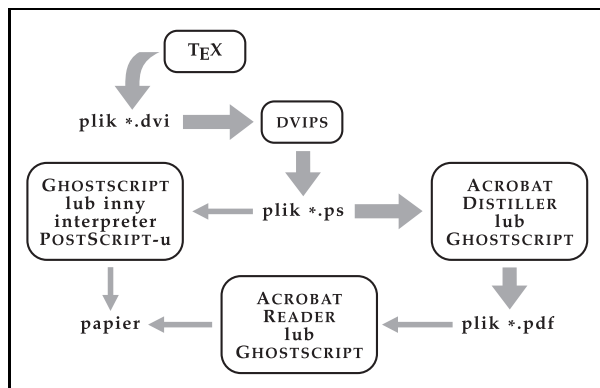 TEX
plik *.dvi
DVIPS
GHOSTSCRIPT
lub inny
interpreter
POSTSCRIPT-u
plik *.ps
ACROBAT
DISTILLER
lub
GHOSTSCRIPT
papier
ACROBAT
READER
lub
GHOSTSCRIPT
plik *.pdf